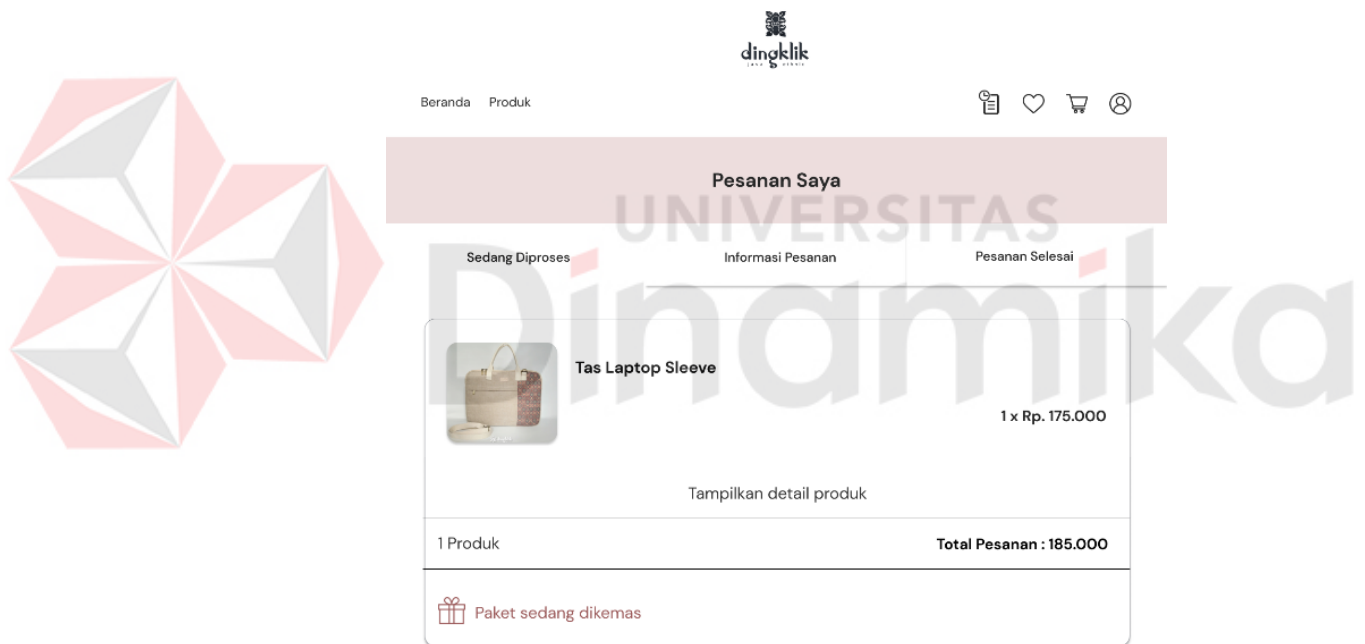 dingklik
Beranda Produk
Pesanan Saya
UNIVERSITAS
Dinamika
Sedang Diproses Informasi Pesanan Pesanan Selesai
Tas Laptop Sleeve
1 x Rp. 175.000
Tampilkan detail produk
1 Produk Total Pesanan : 185.000
Paket sedang dikemas